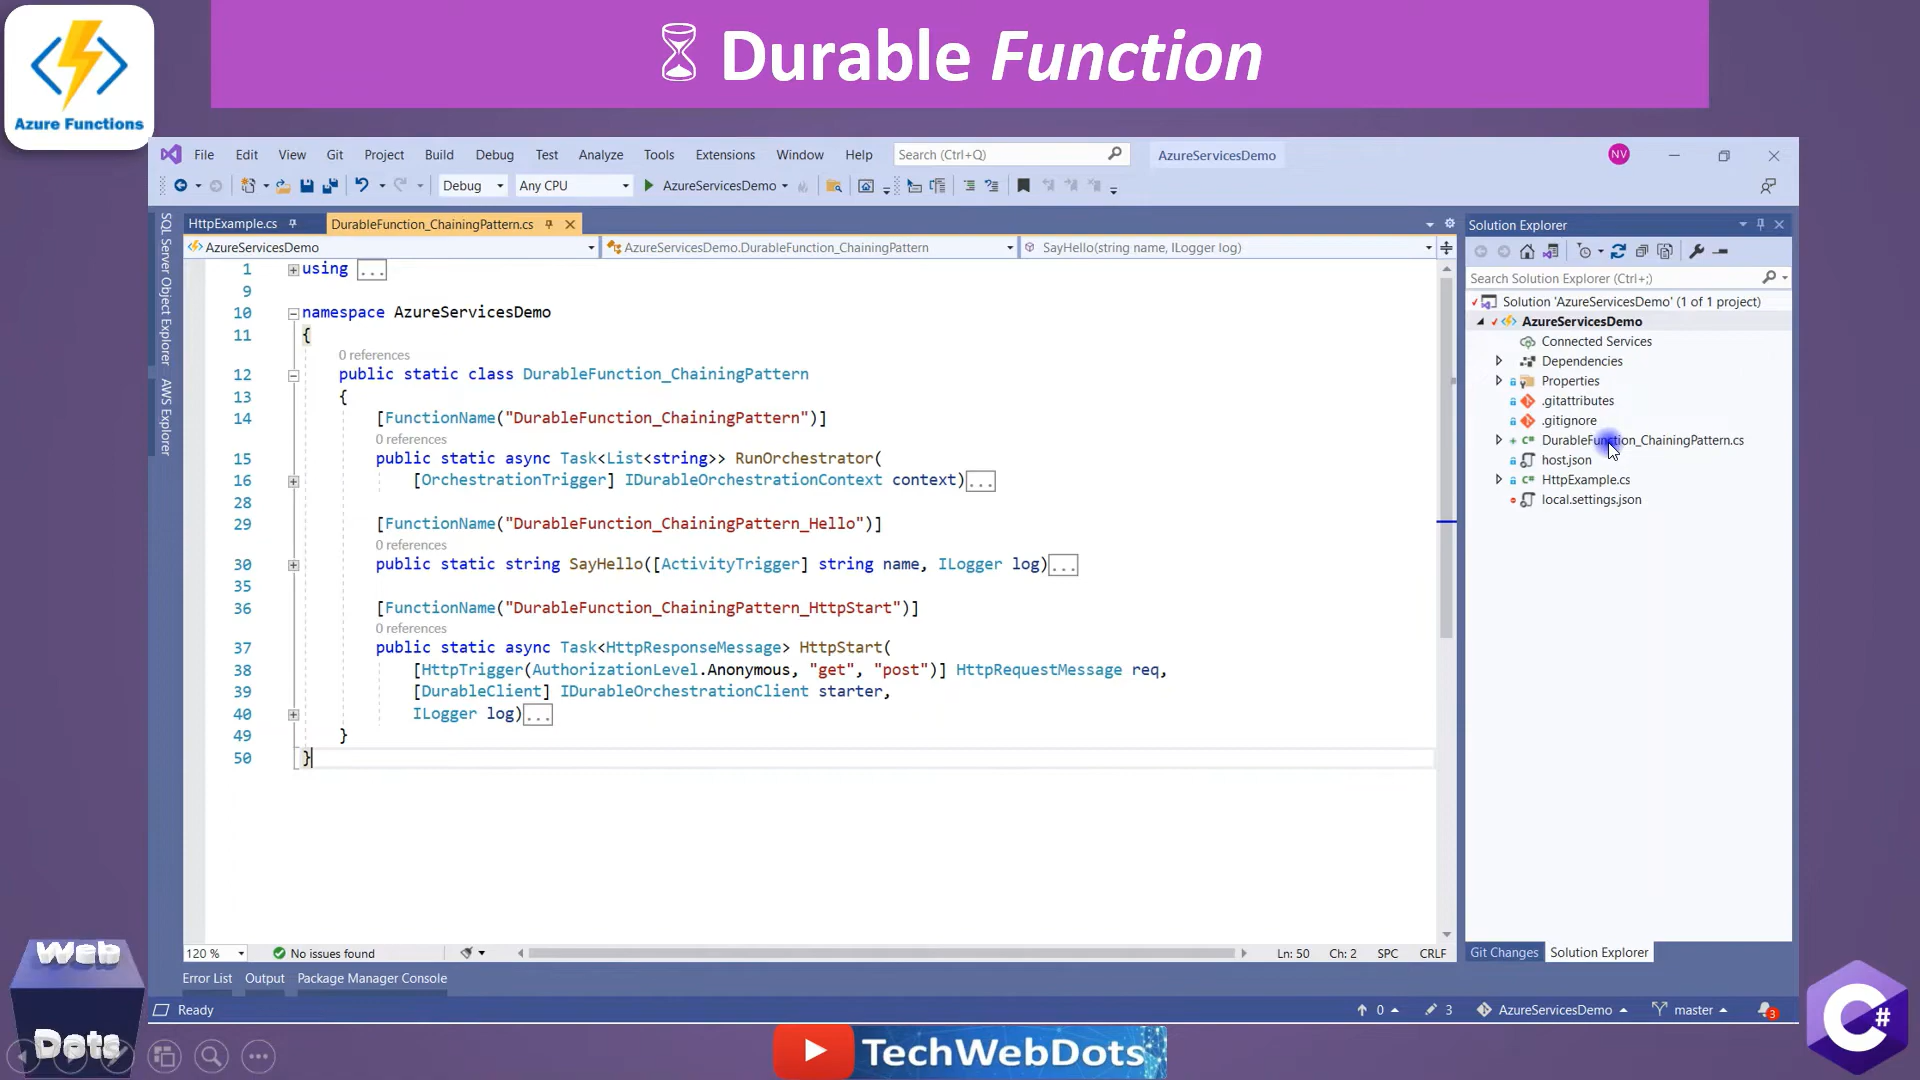 Azure Functions
Durable Function
File Edit View Git Project Build Debug Test Analyze Tools Extensions Window Help Search (Ctrl+Q) AzureServicesDemo NV
Debug Any CPU AzureServicesDemo
SQL Server Object Explorer
AWS Explorer
HttpExample.cs DurableFunction_ChainingPattern.cs
AzureServicesDemo AzureServicesDemo.DurableFunction_ChainingPattern SayHello(string name, ILogger log)
1 using ...
9
10 namespace AzureServicesDemo
11 {
0 references
12 public static class DurableFunction_ChainingPattern
13 {
14 [FunctionName("DurableFunction_ChainingPattern")]
0 references
15 public static async Task<List<string>> RunOrchestrator(
16 [OrchestrationTrigger] IDurableOrchestrationContext context)...
28
29 [FunctionName("DurableFunction_ChainingPattern_Hello")]
0 references
30 public static string SayHello([ActivityTrigger] string name, ILogger log)...
35
36 [FunctionName("DurableFunction_ChainingPattern_HttpStart")]
0 references
37 public static async Task<HttpResponseMessage> HttpStart(
38 [HttpTrigger(AuthorizationLevel.Anonymous, "get", "post")] HttpRequestMessage req,
39 [DurableClient] IDurableOrchestrationClient starter,
40 ILogger log)...
49 }
50 }
120 % No issues found Ln: 50 Ch: 2 SPC CRLF
Error List Output Package Manager Console
Ready 0 3 AzureServicesDemo master 3
Solution Explorer
Search Solution Explorer (Ctrl+;)
Solution 'AzureServicesDemo' (1 of 1 project)
AzureServicesDemo
Connected Services
Dependencies
Properties
.gitattributes
.gitignore
DurableFunction_ChainingPattern.cs
host.json
HttpExample.cs
local.settings.json
Git Changes Solution Explorer
Web
Dots
TechWebDots
C#